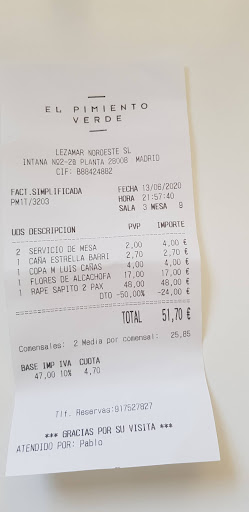 EL PIMIENTO
VERDE
LEZAMAR NOROESTE SL
INTANA Nº2-2B PLANTA 28008 MADRID
CIF: B88424882
FACT.SIMPLIFICADA FECHA 13/06/2020
PM1T/3203 HORA 21:57:40
SALA 3 MESA 9
UDS DESCRIPCION PVP IMPORTE
2 SERVICIO DE MESA 2,00 4,00 €
1 CAÑA ESTRELLA BARRI 2,70 2,70 €
1 COPA M LUIS CAÑAS 4,00 4,00 €
1 FLORES DE ALCACHOFA 17,00 17,00 €
1 RAPE SAPITO 2 PAX 48,00 48,00 €
DTO -50,00% -24,00 €
TOTAL 51,70 €
Comensales: 2 Media por comensal: 25,85
BASE IMP IVA CUOTA
47,00 10% 4,70
Tlf. Reservas:917527827
*** GRACIAS POR SU VISITA ***
ATENDIDO POR: Pablo